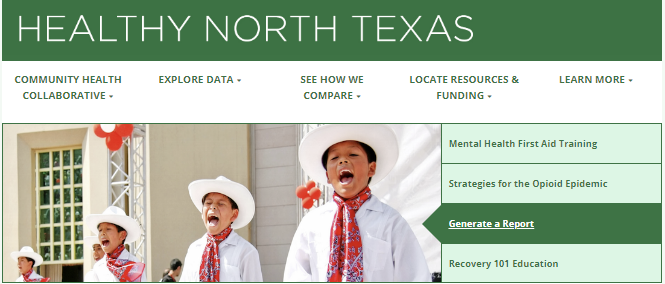 HEALTHY NORTH TEXAS
COMMUNITY HEALTH
COLLABORATIVE
EXPLORE DATA
SEE HOW WE
COMPARE
LOCATE RESOURCES &
FUNDING
LEARN MORE
Mental Health First Aid Training
Strategies for the Opioid Epidemic
Generate a Report
Recovery 101 Education